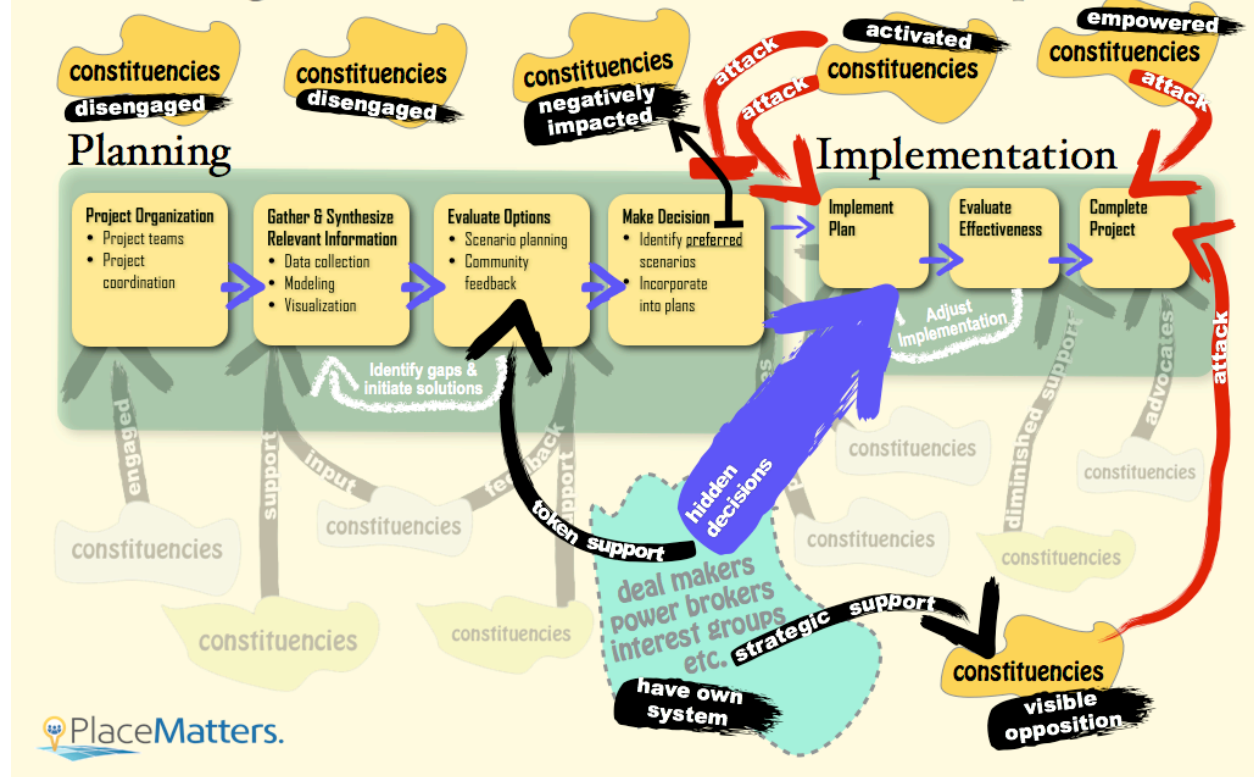 constituencies
disengaged
constituencies
disengaged
constituencies
negatively
impacted
attack
attack
activated
constituencies
empowered
constituencies
attack
Planning
Implementation
Project Organization
• Project teams
• Project
coordination
Gather & Synthesize
Relevant Information
• Data collection
• Modeling
• Visualization
Evaluate Options
• Scenario planning
• Community
feedback
Make Decision
• Identify preferred
scenarios
• Incorporate
into plans
Implement
Plan
Evaluate
Effectiveness
Complete
Project
Identify gaps &
initiate solutions
Adjust
Implementation
attack
engaged
support
input
constituencies
constituencies
constituencies
constituencies
token support
hidden
decisions
constituencies
constituencies
diminished support
constituencies
advocates
constituencies
deal makers
power brokers
interest groups
etc.
strategic support
have own
system
constituencies
visible
opposition
PlaceMatters.